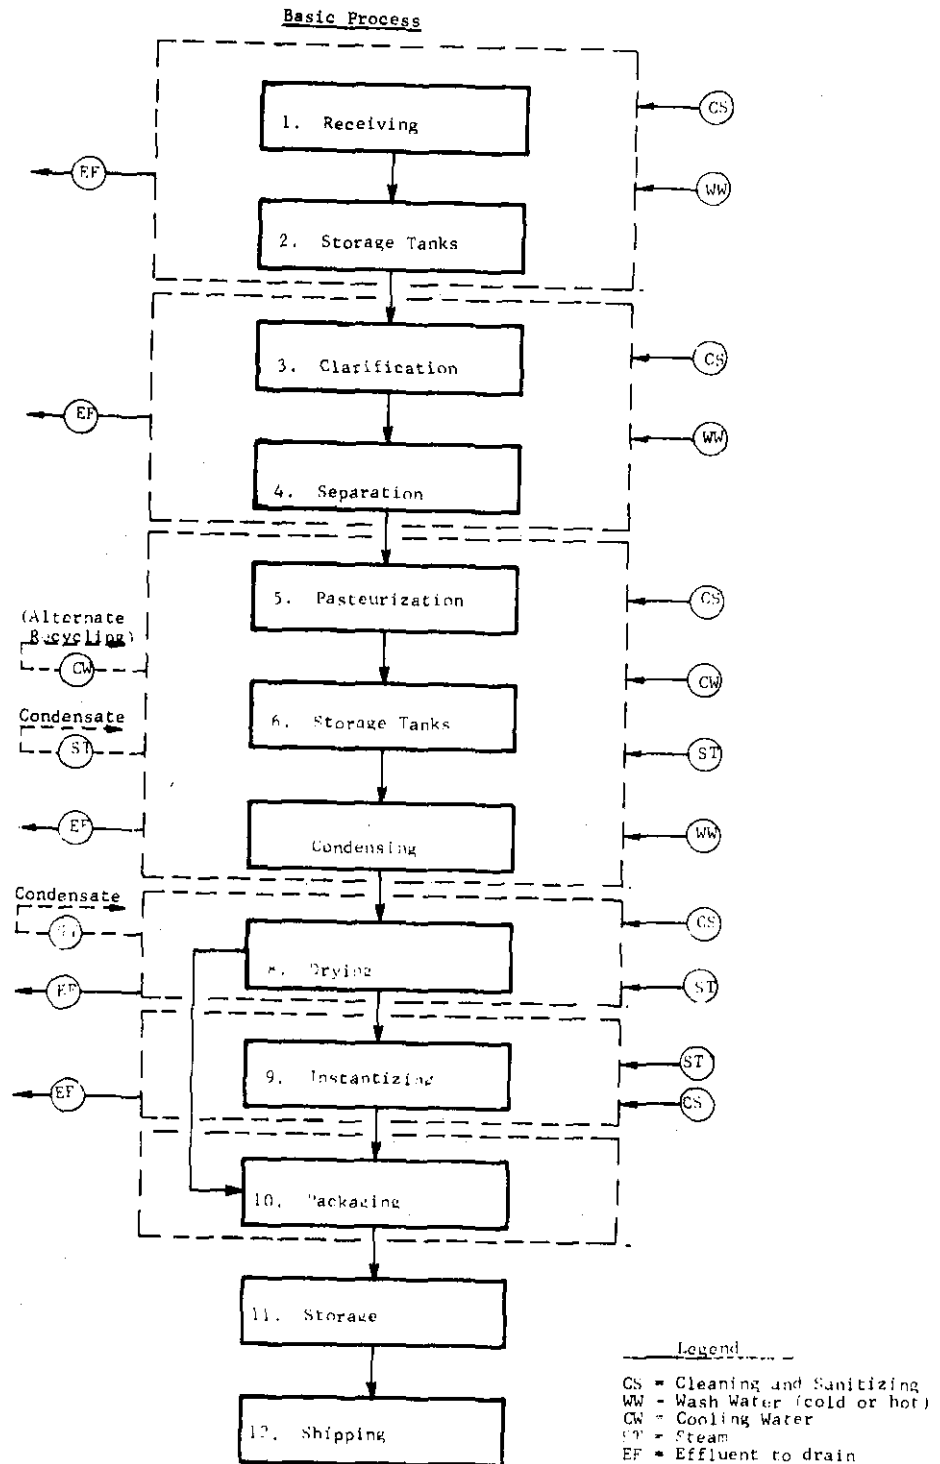 Basic Process
1. Receiving
CS
EF
WW
2. Storage Tanks
3. Clarification
CS
EF
WW
4. Separation
5. Pasteurization
CS
(Alternate
Recycling)
CW
CW
6. Storage Tanks
Condensate
ST
ST
EF
WW
Condensing
Condensate
CS
8. Drying
EF
ST
9. Instantizing
ST
EF
CS
10. Packaging
11. Storage
12. Shipping
Legend
CS = Cleaning and Sanitizing
WW = Wash Water (cold or hot)
CW = Cooling Water
ST = Steam
EF = Effluent to drain